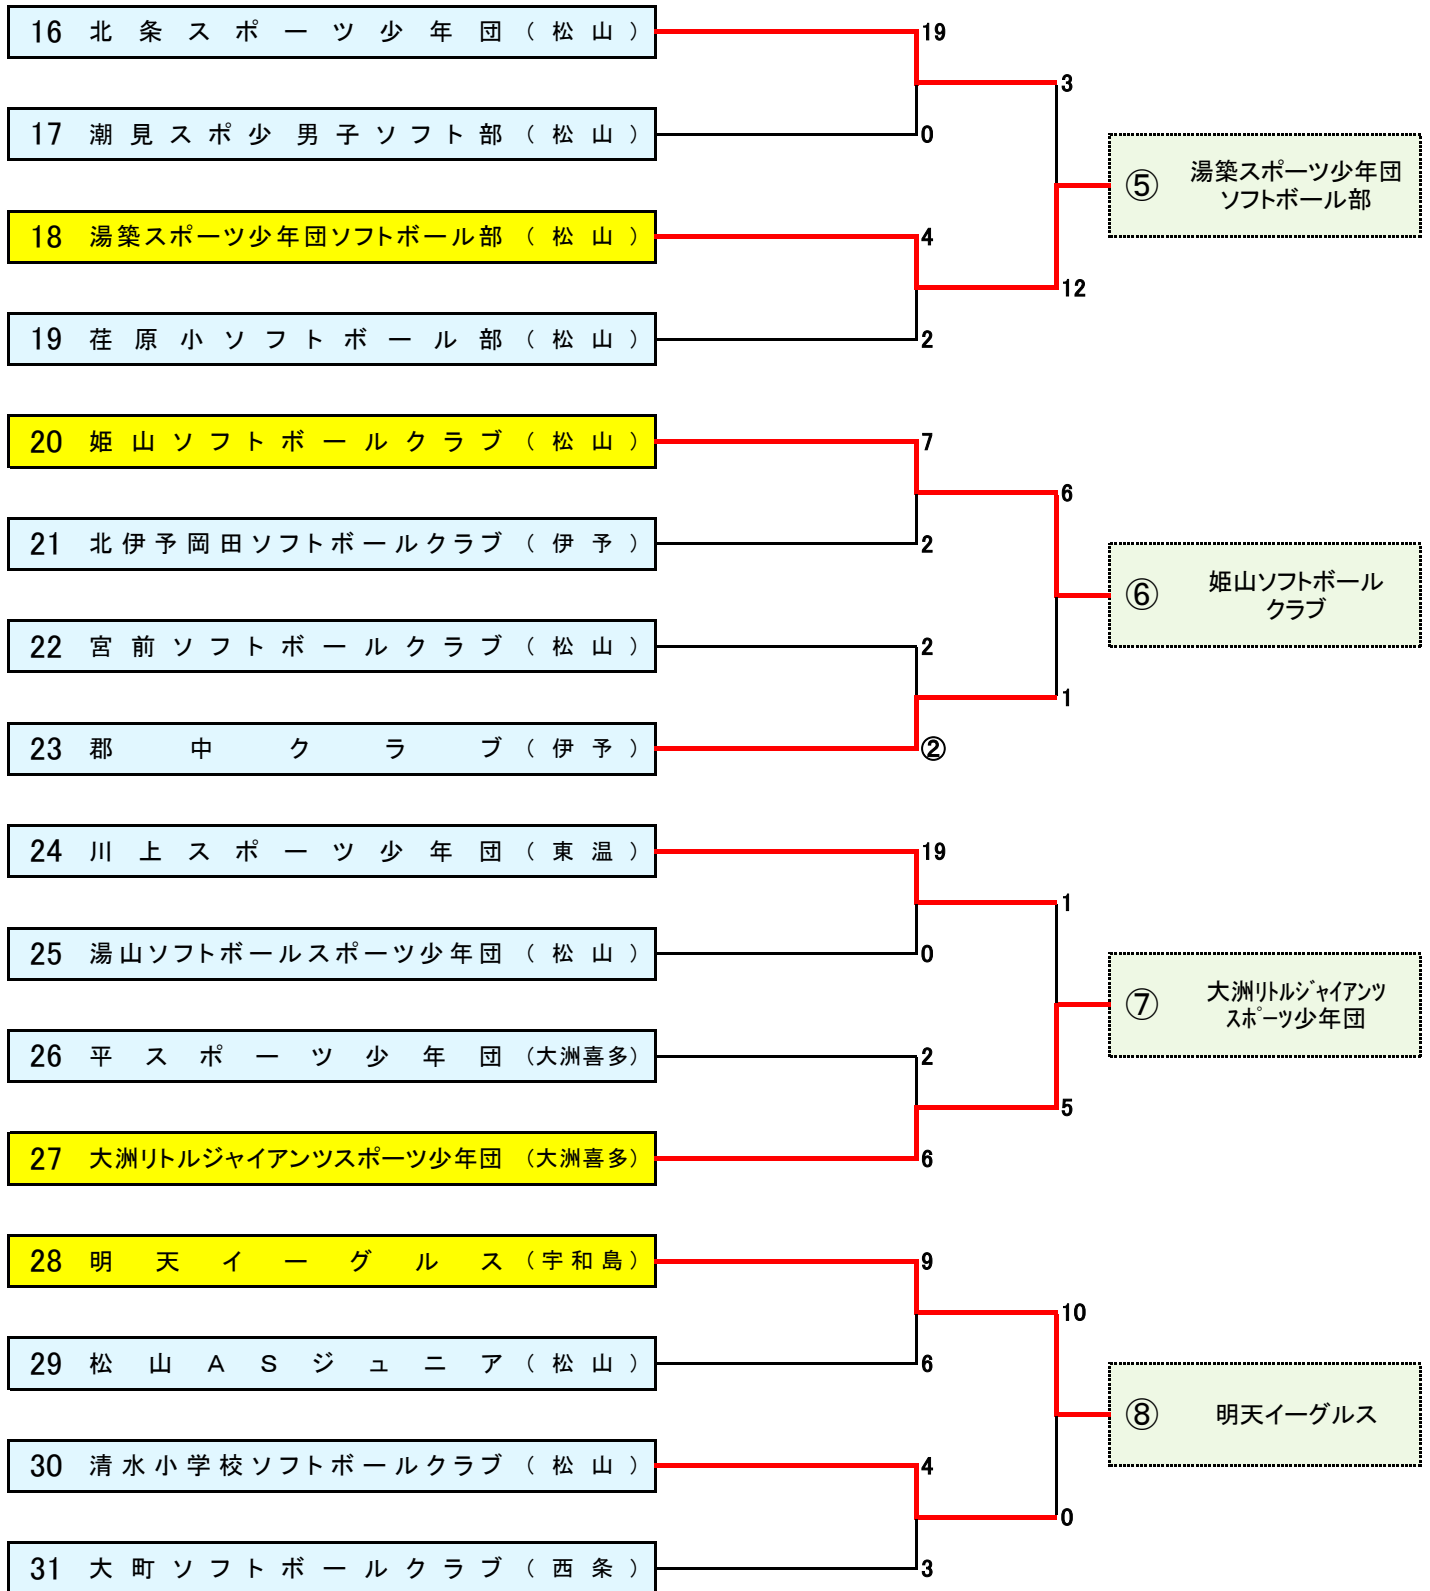 16 北条スポーツ少年団（松山）
19
3
17 潮見スポ少男子ソフト部（松山）
0
⑤ 湯築スポーツ少年団
ソフトボール部
18 湯築スポーツ少年団ソフトボール部（松山）
4
12
19 荏原小ソフトボール部（松山）
2
20 姫山ソフトボールクラブ（松山）
7
6
21 北伊予岡田ソフトボールクラブ（伊予）
2
⑥ 姫山ソフトボール
クラブ
22 宮前ソフトボールクラブ（松山）
2
1
23 郡中クラブ（伊予）
②
24 川上スポーツ少年団（東温）
19
1
25 湯山ソフトボールスポーツ少年団（松山）
0
⑦ 大洲ﾘﾄﾙｼﾞｬｲｱﾝﾂ
ｽﾎﾟｰﾂ少年団
26 平スポーツ少年団（大洲喜多）
2
5
27 大洲リトルジャイアンツスポーツ少年団（大洲喜多）
6
28 明天イーグルス（宇和島）
9
10
29 松山ＡＳジュニア（松山）
6
⑧ 明天イーグルス
30 清水小学校ソフトボールクラブ（松山）
4
0
31 大町ソフトボールクラブ（西条）
3